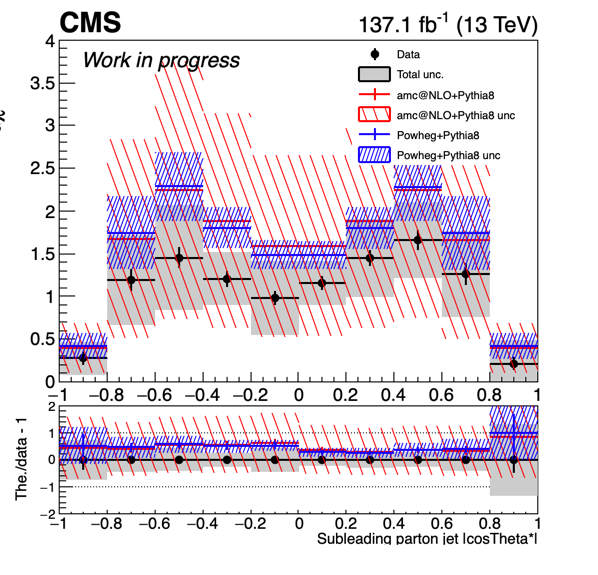 CMS 137.1 fb⁻¹ (13 TeV)
Work in progress
Data
Total unc.
amc@NLO+Pythia8
amc@NLO+Pythia8 unc
Powheg+Pythia8
Powheg+Pythia8 unc
4
3.5
3
2.5
2
1.5
1
0.5
0
−1 −0.8 −0.6 −0.4 −0.2 0 0.2 0.4 0.6 0.8 1
The./data - 1
2
1
0
−1
−2
−1 −0.8 −0.6 −0.4 −0.2 0 0.2 0.4 0.6 0.8 1
Subleading parton jet lcosTheta*l